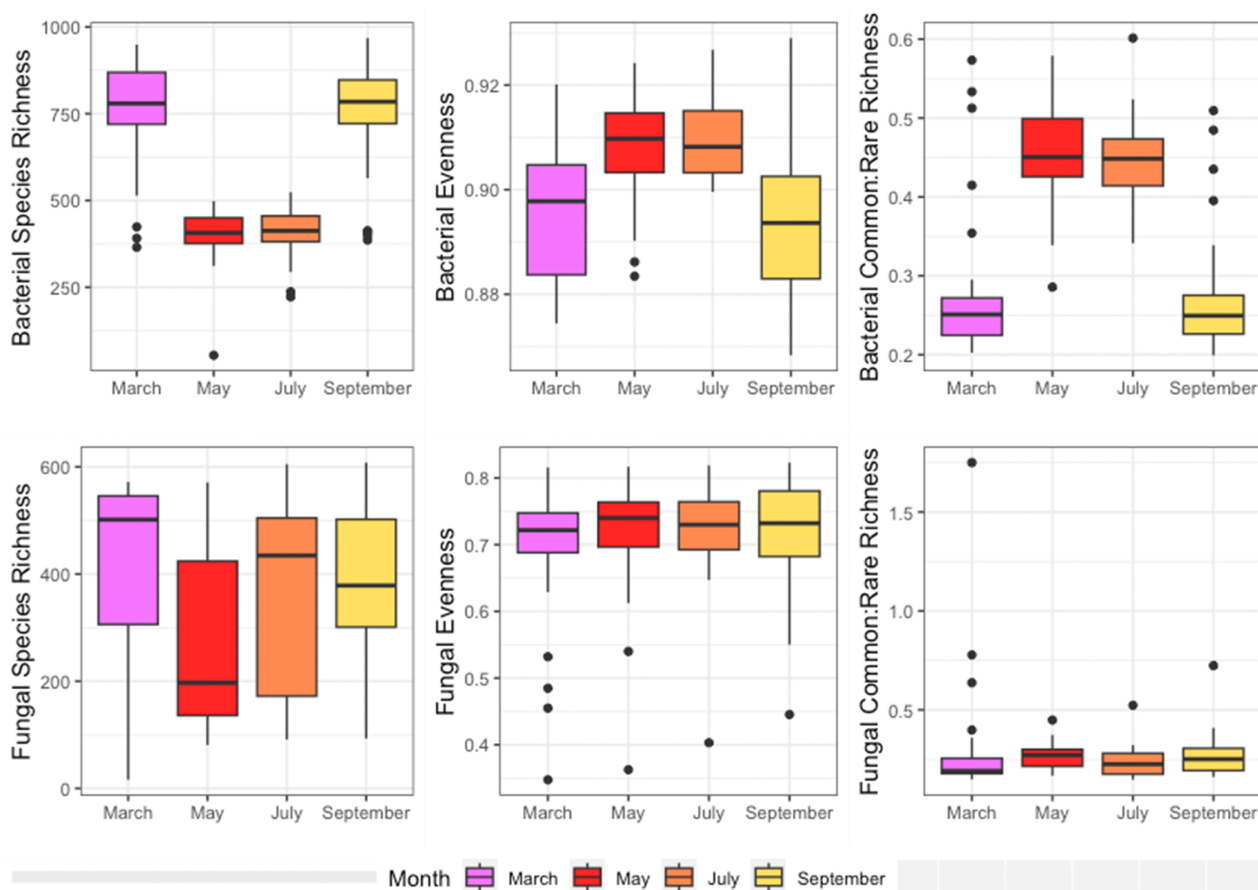 Bacterial Species Richness
1000
750
500
250
March May July September
Bacterial Evenness
0.92
0.90
0.88
March May July September
Bacterial Common:Rare Richness
0.6
0.5
0.4
0.3
0.2
March May July September
Fungal Species Richness
600
400
200
0
March May July September
Fungal Evenness
0.8
0.7
0.6
0.5
0.4
March May July September
Fungal Common:Rare Richness
1.5
1.0
0.5
March May July September
Month March May July September